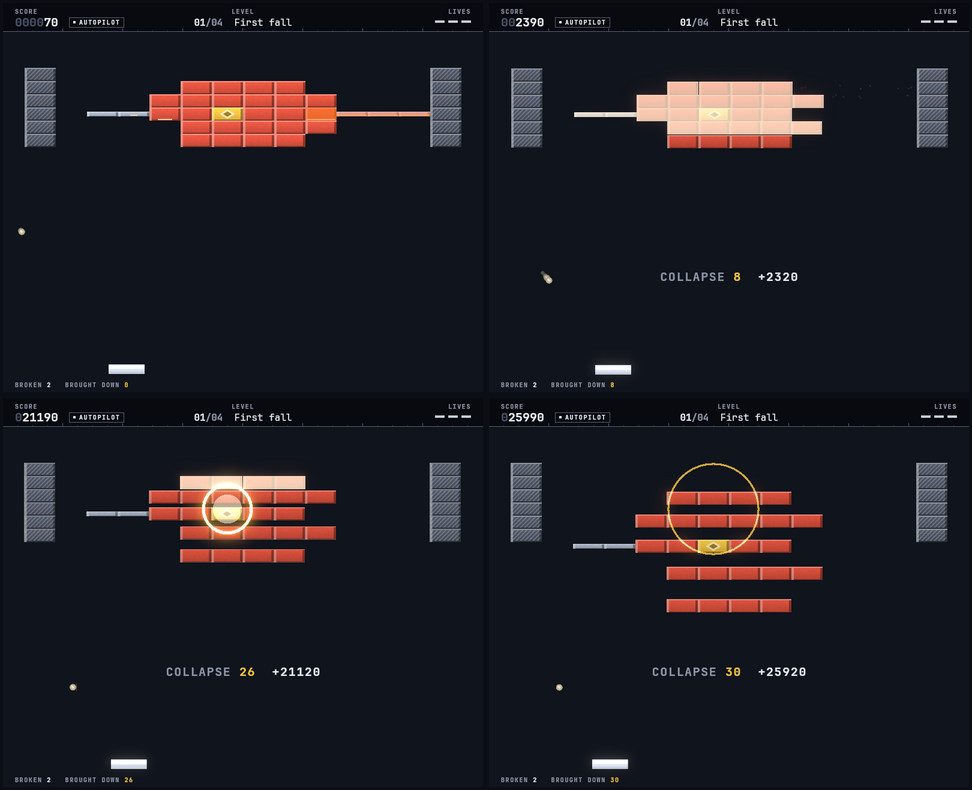 SCORE LEVEL LIVES
000070 AUTOPILOT 01/04 First fall
BROKEN 2 BROUGHT DOWN 0
SCORE LEVEL LIVES
002390 AUTOPILOT 01/04 First fall
COLLAPSE 8 +2320
BROKEN 2 BROUGHT DOWN 8
SCORE LEVEL LIVES
021190 AUTOPILOT 01/04 First fall
COLLAPSE 26 +21120
BROKEN 2 BROUGHT DOWN 26
SCORE LEVEL LIVES
025990 AUTOPILOT 01/04 First fall
COLLAPSE 30 +25920
BROKEN 2 BROUGHT DOWN 30